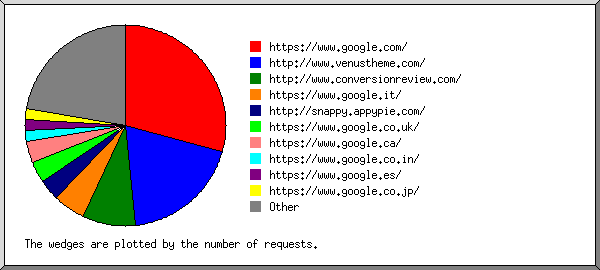 https://www.google.com/
http://www.venustheme.com/
http://www.conversionreview.com/
https://www.google.it/
http://snappy.appypie.com/
https://www.google.co.uk/
https://www.google.ca/
https://www.google.co.in/
https://www.google.es/
https://www.google.co.jp/
Other
The wedges are plotted by the number of requests.